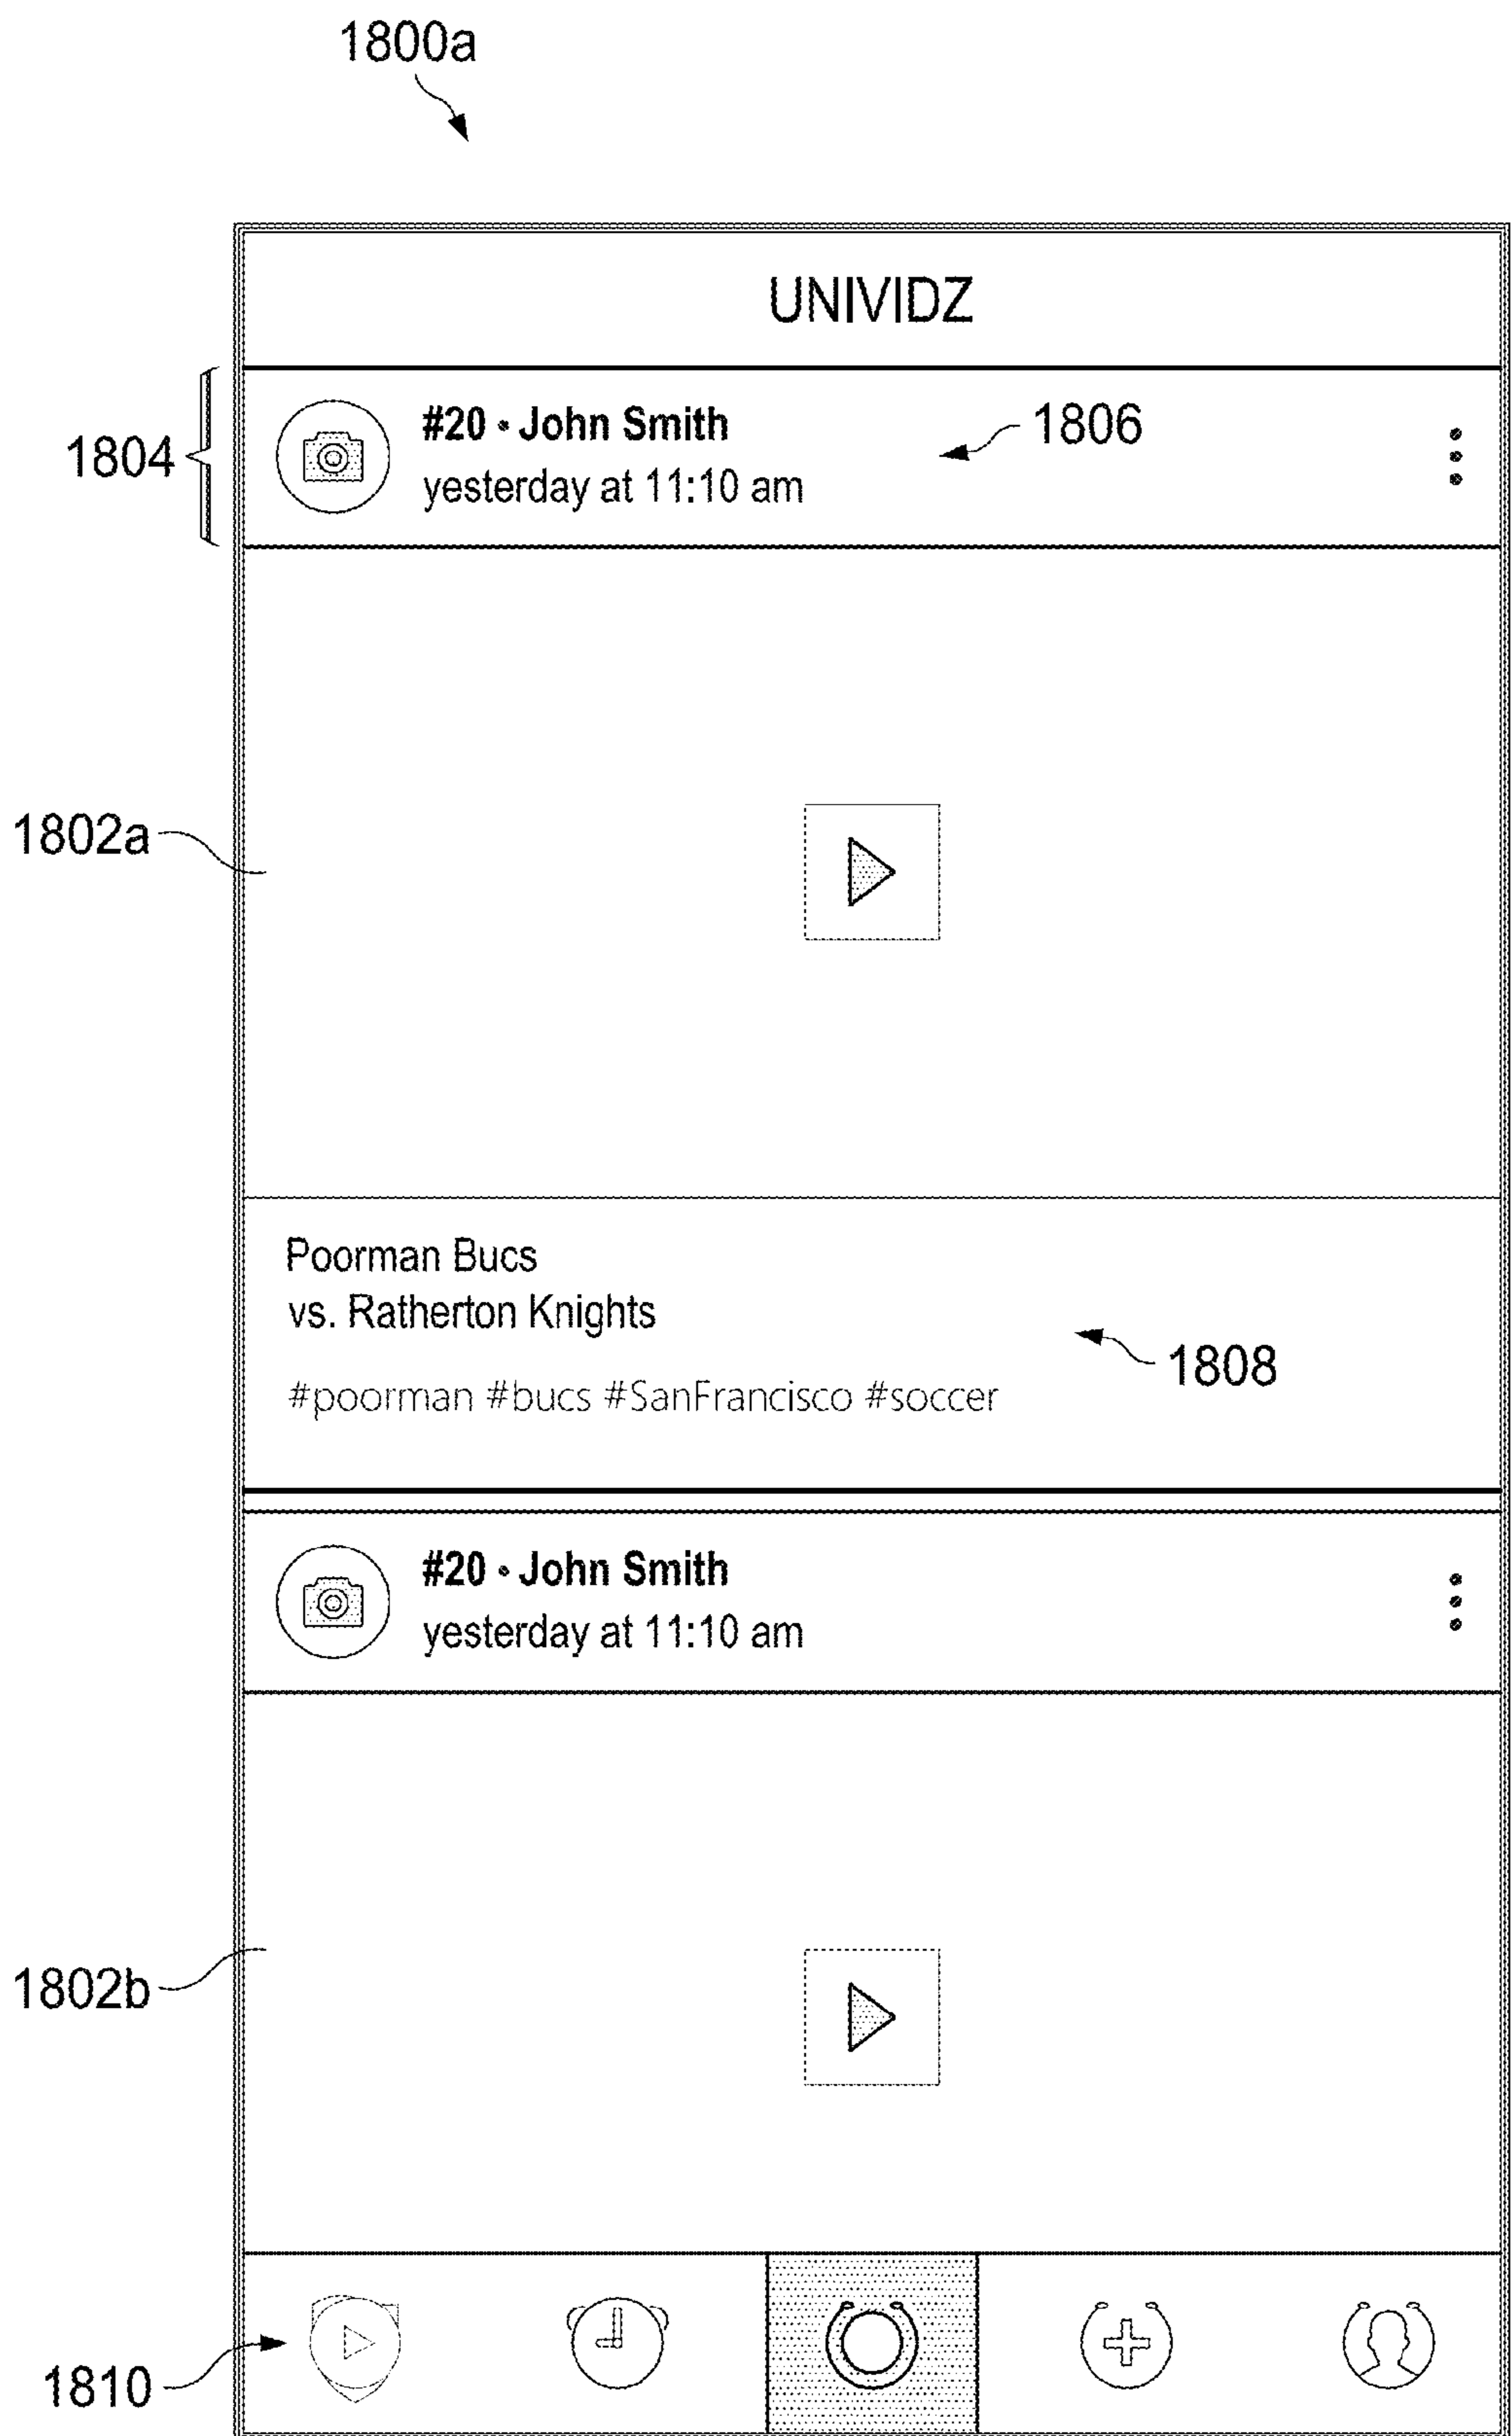 1800a
UNIVIDZ
1804
#20 • John Smith
1806
yesterday at 11:10 am
1802a
Poorman Bucs
vs. Ratherton Knights
1808
#poorman #bucs #SanFrancisco #soccer
#20 • John Smith
yesterday at 11:10 am
1802b
1810